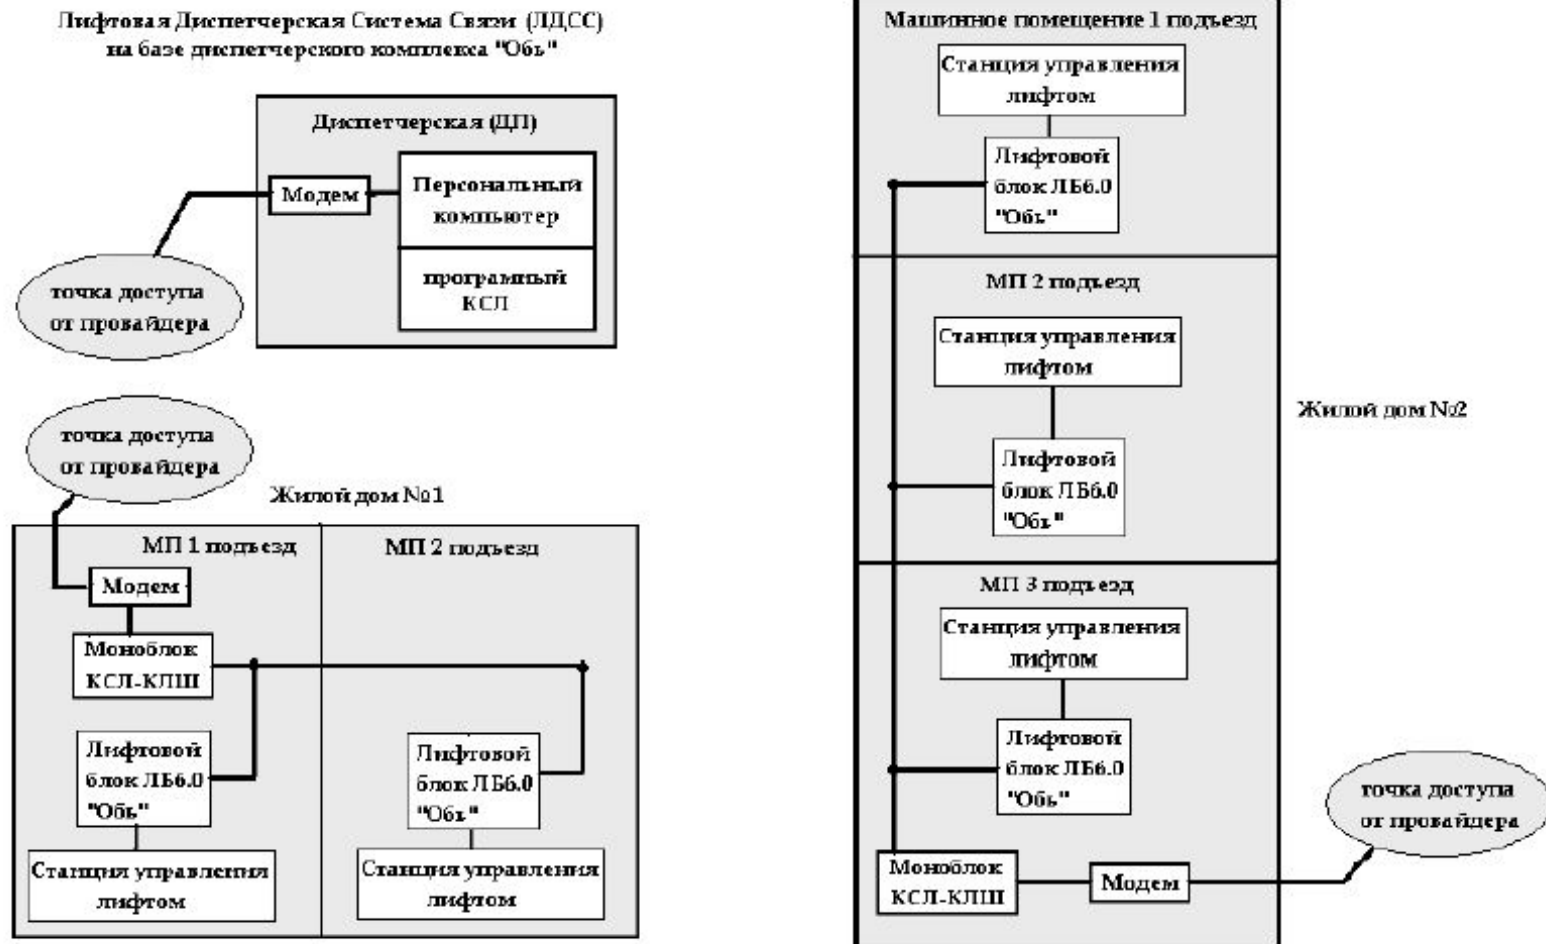 Лифтовая Диспетчерская Система Связи (ЛДСС)
на базе диспетчерского комплекса "Обь"
Диспетчерская (ДП)
Модем
Персональный
компьютер
програмный
КСЛ
точка доступа
от провайдера
точка доступа
от провайдера
Жилой дом №1
МП 1 подъезд
Модем
Моноблок
КСЛ-КЛШ
Лифтовой
блок ЛБ6.0
"Обь"
Станция управления
лифтом
МП 2 подъезд
Лифтовой
блок ЛБ6.0
"Обь"
Станция управления
лифтом
Машинное помещение 1 подъезд
Станция управления
лифтом
Лифтовой
блок ЛБ6.0
"Обь"
МП 2 подъезд
Станция управления
лифтом
Лифтовой
блок ЛБ6.0
"Обь"
Жилой дом №2
МП 3 подъезд
Станция управления
лифтом
Лифтовой
блок ЛБ6.0
"Обь"
Моноблок
КСЛ-КЛШ
Модем
точка доступа
от провайдера